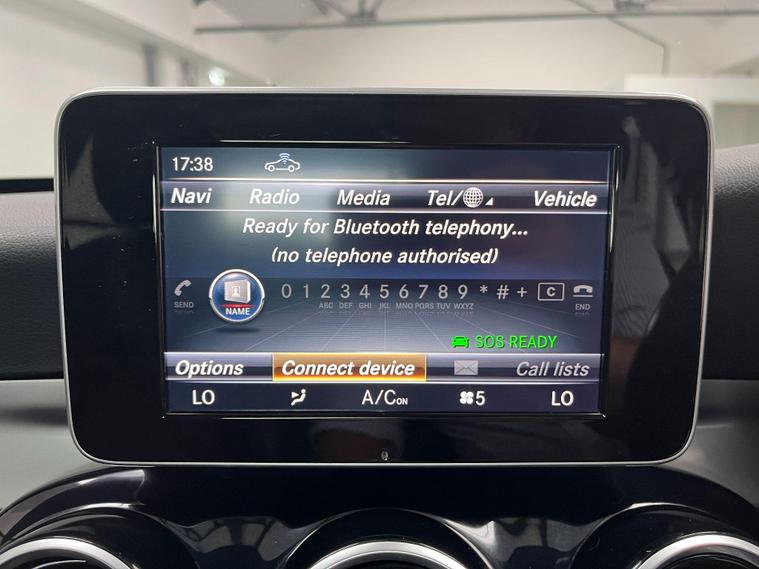 17:38
Navi Radio Media Tel/ Vehicle
Ready for Bluetooth telephony...
(no telephone authorised)
SEND NAME 0 1 2 3 4 5 6 7 8 9 * # + C END
ABC DEF GHI JKL MNO PQRS TUV WXYZ
SOS READY
Options Connect device Call lists
LO A/C ON 5 LO